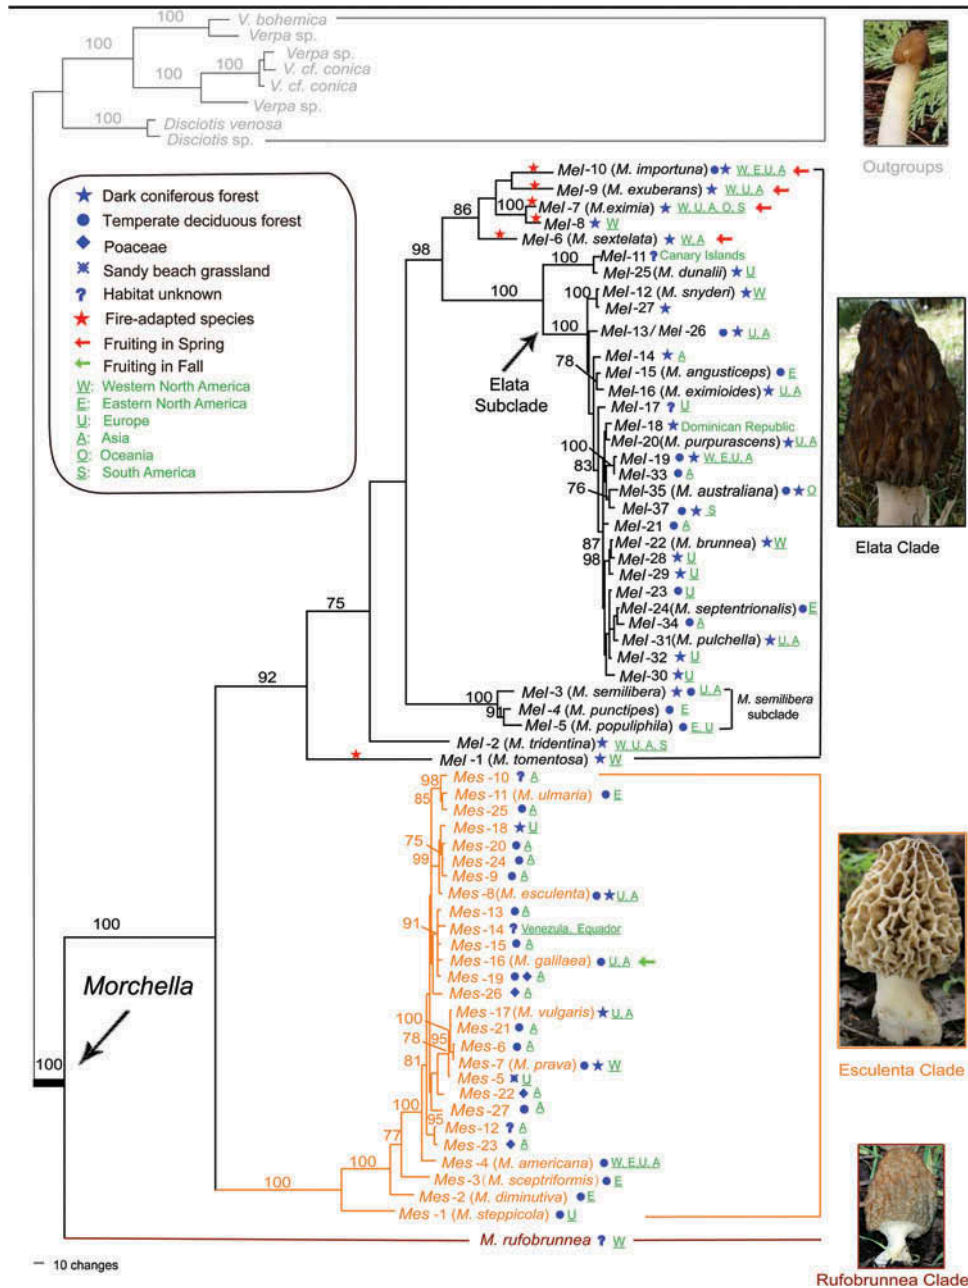 100
V. bohemica
Verpa sp.
100
100
100
Verpa sp.
V. cf. conica
V. cf. conica
Verpa sp.
100
Disciotis venosa
Disciotis sp.
Outgroups
Dark coniferous forest
Temperate deciduous forest
Poaceae
Sandy beach grassland
? Habitat unknown
Fire-adapted species
Fruiting in Spring
Fruiting in Fall
W: Western North America
E: Eastern North America
U: Europe
A: Asia
O: Oceania
S: South America
Mel-10 (M. importuna) W, E,U, A
Mel-9 (M. exuberans) W, U, A
86
100
Mel-7 (M.eximia) W, U, A, O, S
Mel-8 W
Mel-6 (M. sextelata) W, A
98
100
Mel-11 ? Canary Islands
Mel-25 (M. dunalii) U
100
100
Mel-12 (M. snyderi) W
Mel-27
100
Mel-13/ Mel -26 U, A
Elata
Subclade
78
Mel-14 A
Mel-15 (M. angusticeps) E
Mel-16 (M. eximioides) U, A
Mel-17 ? U
Mel-18 Dominican Republic
Mel-20 (M. purpurascens) U, A
100
83
Mel-19 W, E,U, A
Mel-33 A
76
Mel-35 (M. australiana) O
Mel-37 S
Mel-21 A
87
98
Mel-22 (M. brunnea) W
Mel-28 U
Mel-29 U
Mel-23 U
Mel-24 (M. septentrionalis) E
Mel-34 A
Mel-31 (M. pulchella) U, A
Mel-32 U
Mel-30 U
Elata Clade
75
92
100
91
Mel-3 (M. semilibera) U, A
Mel-4 (M. punctipes) E
Mel-5 (M. populiphila) E, U
M. semilibera
subclade
Mel-2 (M. tridentina) W, U, A, S
Mel-1 (M. tomentosa) W
98
85
Mes-10 ? A
Mes-11 (M. ulmaria) E
Mes-25 A
75
99
Mes-18 U
Mes-20 A
Mes-24 A
Mes-9 A
Mes-8 (M. esculenta) U, A
91
Mes-13 A
Mes-14 ? Venezula, Equador
Mes-15 A
Mes-16 (M. galilaea) U, A
Mes-19 A
Mes-26 A
100
95
78
81
Mes-17 (M. vulgaris) U, A
Mes-21 A
Mes-6 A
Mes-7 (M. prava) W
Mes-5 U
Mes-22 A
Mes-27 A
95
Mes-12 ? A
Mes-23 A
100
77
100
100
Mes-4 (M. americana) W, E, U, A
Mes-3 (M. sceptriformis) E
Mes-2 (M. diminutiva) E
Mes-1 (M. steppicola) U
Esculenta Clade
100
Morchella
100
M. rufobrunnea ? W
10 changes
Rufobrunnea Clade